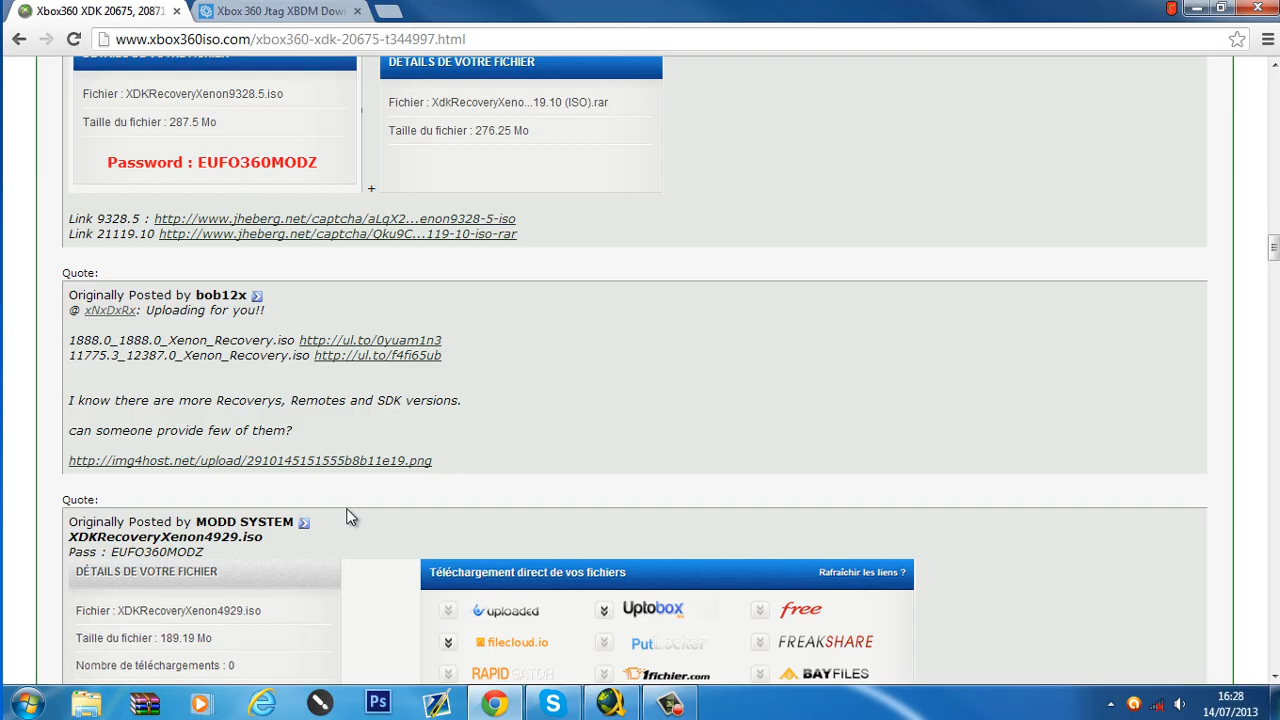 Xbox360 XDK 20675, 20871
Xbox 360 Jtag XBDM Down
www.xbox360iso.com/xbox360-xdk-20675-t344997.html
DÉTAILS DE VOTRE FICHIER
Fichier : XDKRecoveryXenon9328.5.iso
Fichier : XdkRecoveryXeno...19.10 (ISO).rar
Taille du fichier : 287.5 Mo
Taille du fichier : 276.25 Mo
Password : EUFO360MODZ
+
Link 9328.5 : http://www.jheberg.net/captcha/aLqX2...enon9328-5-iso
Link 21119.10 http://www.jheberg.net/captcha/Qku9C...119-10-iso-rar
Quote:
Originally Posted by bob12x
@ xNxDxRx: Uploading for you!!
1888.0_1888.0_Xenon_Recovery.iso http://ul.to/0yuam1n3
11775.3_12387.0_Xenon_Recovery.iso http://ul.to/f4fi65ub
I know there are more Recoverys, Remotes and SDK versions.
can someone provide few of them?
http://img4host.net/upload/2910145151555b8b11e19.png
Quote:
Originally Posted by MODD SYSTEM
XDKRecoveryXenon4929.iso
Pass : EUFO360MODZ
DÉTAILS DE VOTRE FICHIER
Téléchargement direct de vos fichiers
Rafraîchir les liens ?
Fichier : XDKRecoveryXenon4929.iso
uploaded
Uptobox
free
Taille du fichier : 189.19 Mo
filecloud.io
PutLocker
FREAKSHARE
Nombre de téléchargements : 0
RAPIDGATOR
1fichier.com
BAYFILES
Ps
16:28
14/07/2013